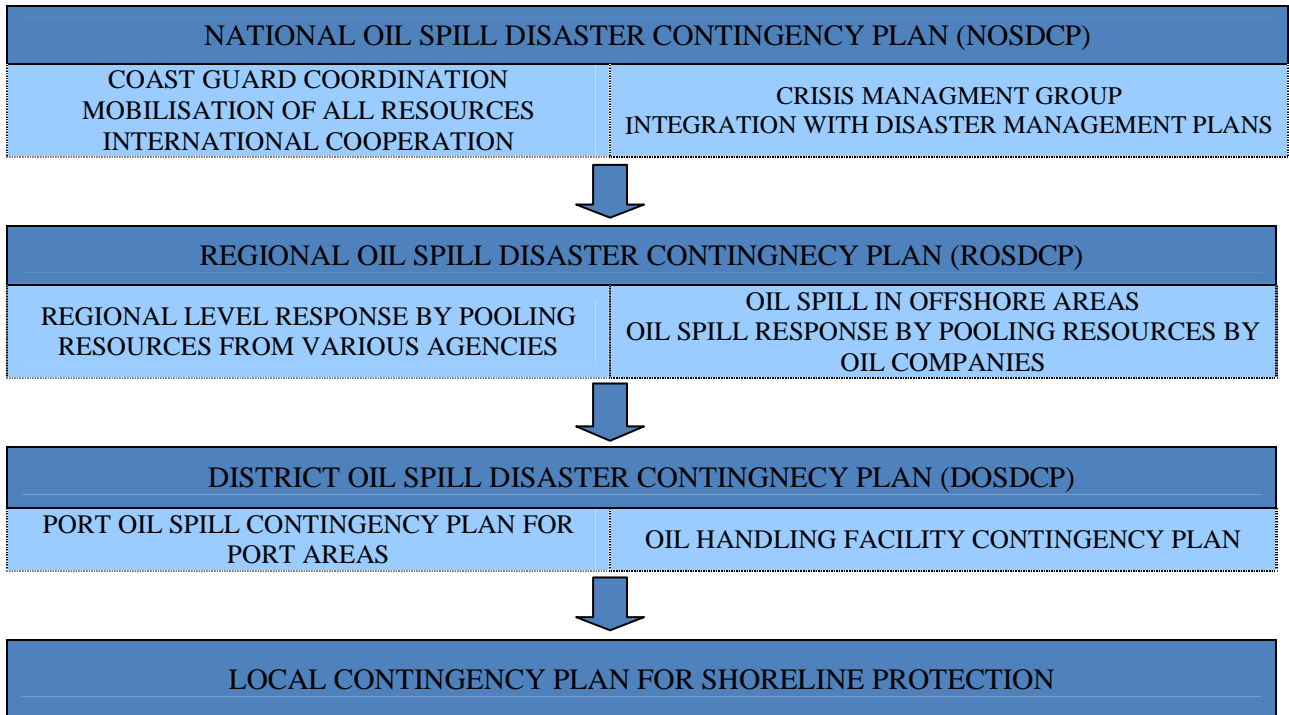 NATIONAL OIL SPILL DISASTER CONTINGENCY PLAN (NOSDCP)
COAST GUARD COORDINATION
MOBILISATION OF ALL RESOURCES
INTERNATIONAL COOPERATION
CRISIS MANAGMENT GROUP
INTEGRATION WITH DISASTER MANAGEMENT PLANS
REGIONAL OIL SPILL DISASTER CONTINGNECY PLAN (ROSDCP)
REGIONAL LEVEL RESPONSE BY POOLING
RESOURCES FROM VARIOUS AGENCIES
OIL SPILL IN OFFSHORE AREAS
OIL SPILL RESPONSE BY POOLING RESOURCES BY
OIL COMPANIES
DISTRICT OIL SPILL DISASTER CONTINGNECY PLAN (DOSDCP)
PORT OIL SPILL CONTINGENCY PLAN FOR
PORT AREAS
OIL HANDLING FACILITY CONTINGENCY PLAN
LOCAL CONTINGENCY PLAN FOR SHORELINE PROTECTION